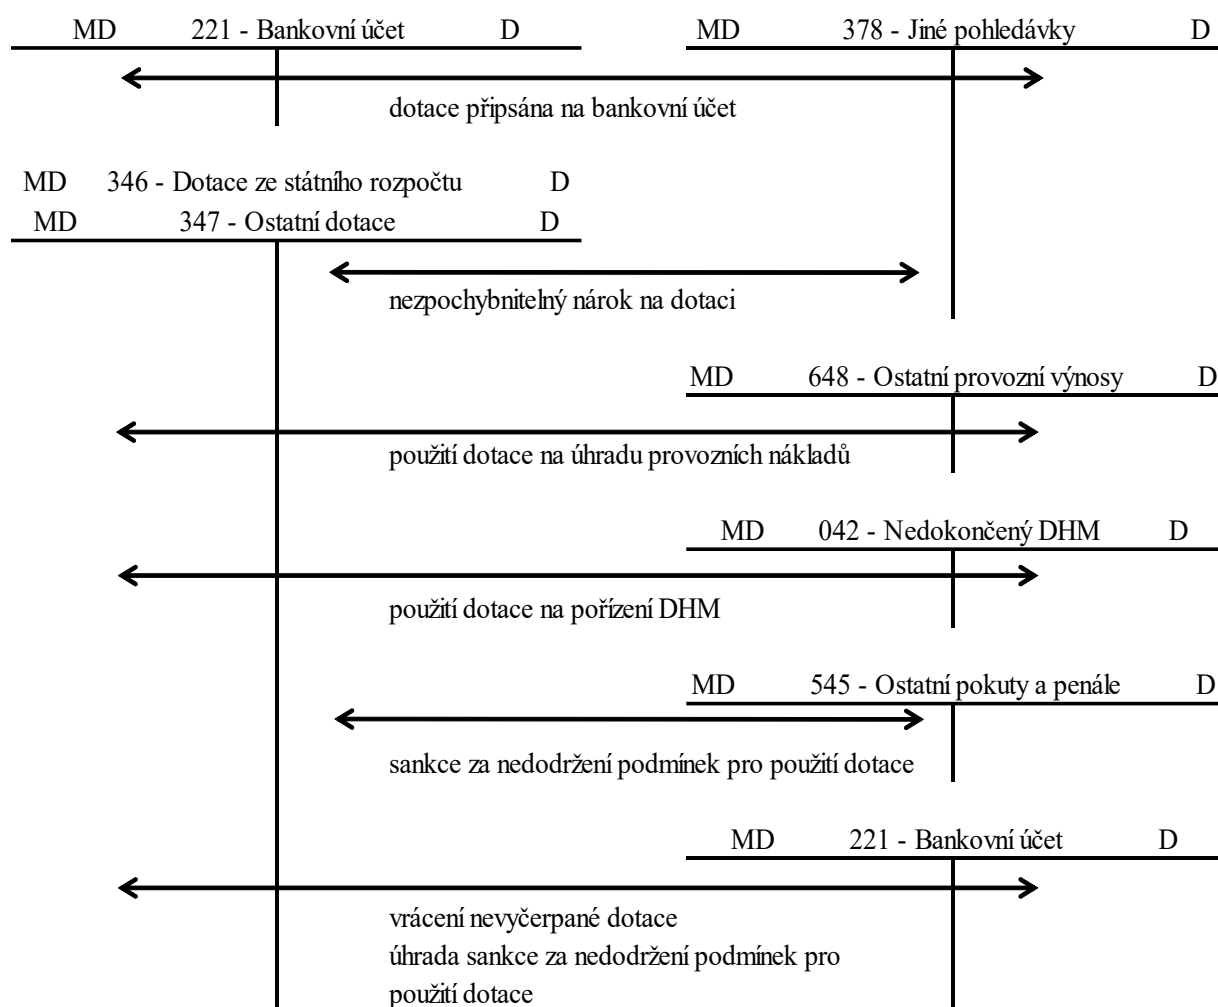 MD 221 - Bankovní účet D MD 378 - Jiné pohledávky D
dotace připsána na bankovní účet
MD 346 - Dotace ze státního rozpočtu D
MD 347 - Ostatní dotace D
nezpochybnitelný nárok na dotaci
MD 648 - Ostatní provozní výnosy D
použití dotace na úhradu provozních nákladů
MD 042 - Nedokončený DHM D
použití dotace na pořízení DHM
MD 545 - Ostatní pokuty a penále D
sankce za nedodržení podmínek pro použití dotace
MD 221 - Bankovní účet D
vrácení nevyčerpané dotace
úhrada sankce za nedodržení podmínek pro
použití dotace